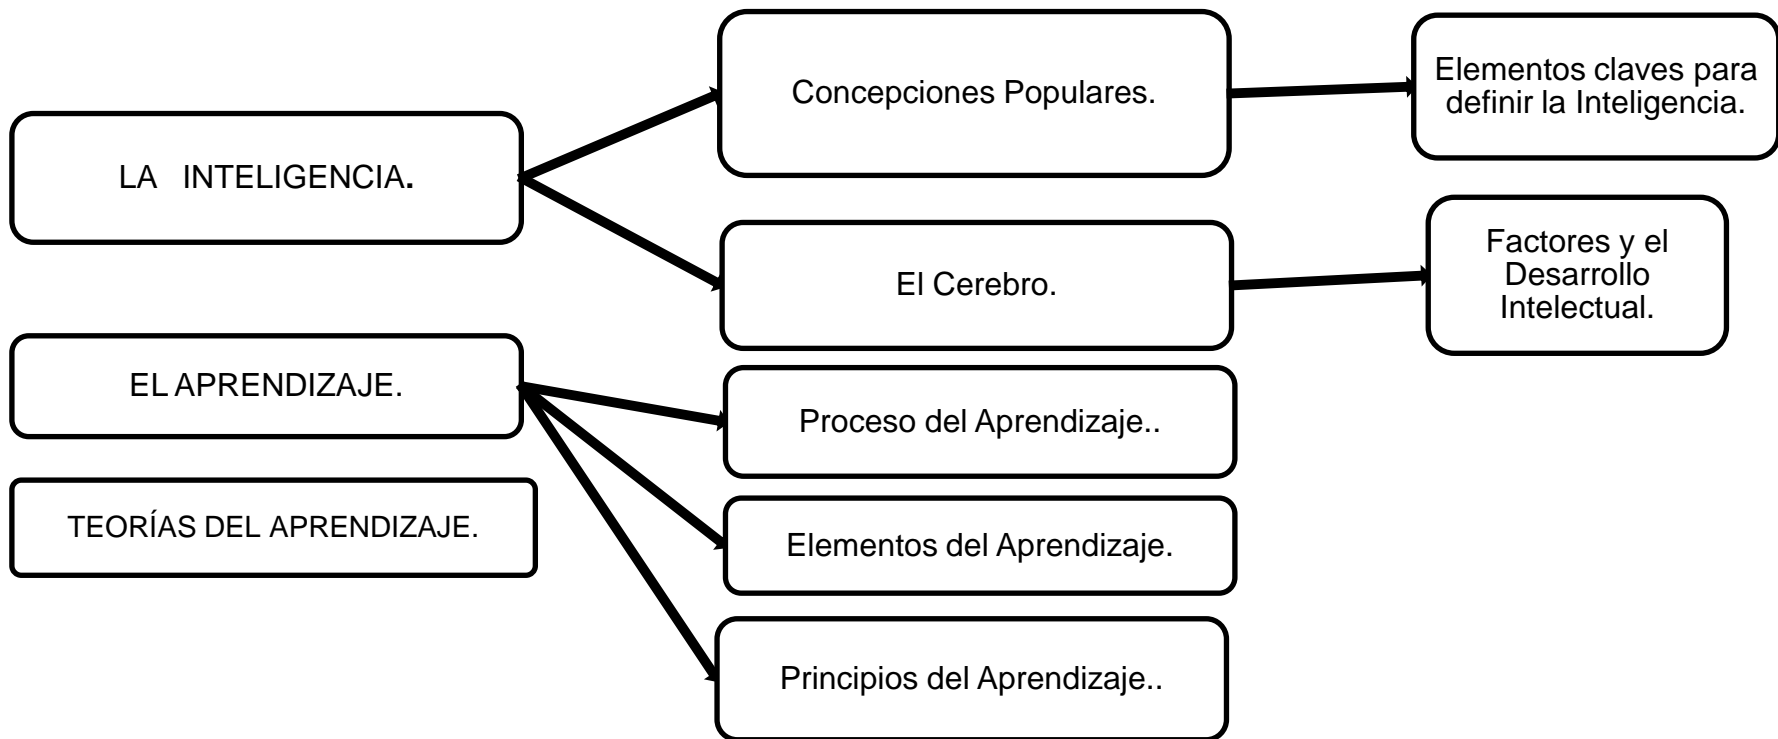 LA INTELIGENCIA.
Concepciones Populares.
Elementos claves para
definir la Inteligencia.
El Cerebro.
Factores y el
Desarrollo
Intelectual.
EL APRENDIZAJE.
Proceso del Aprendizaje..
Elementos del Aprendizaje.
Principios del Aprendizaje..
TEORÍAS DEL APRENDIZAJE.